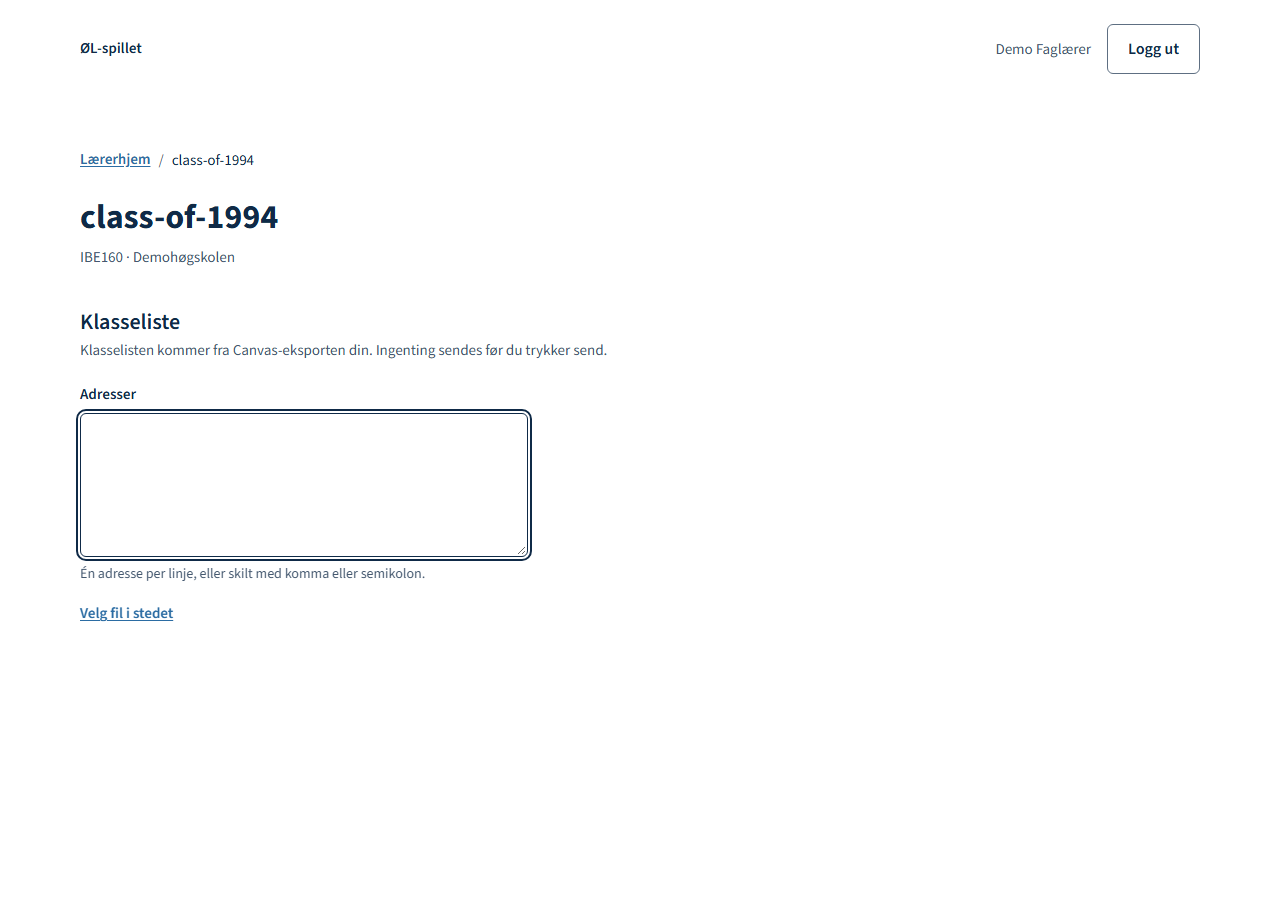 ØL-spillet
Demo Faglærer
Logg ut
Lærerhjem / class-of-1994
class-of-1994
IBE160 · Demohøgskolen
Klasseliste
Klasselisten kommer fra Canvas-eksporten din. Ingenting sendes før du trykker send.
Adresser
Én adresse per linje, eller skilt med komma eller semikolon.
Velg fil i stedet